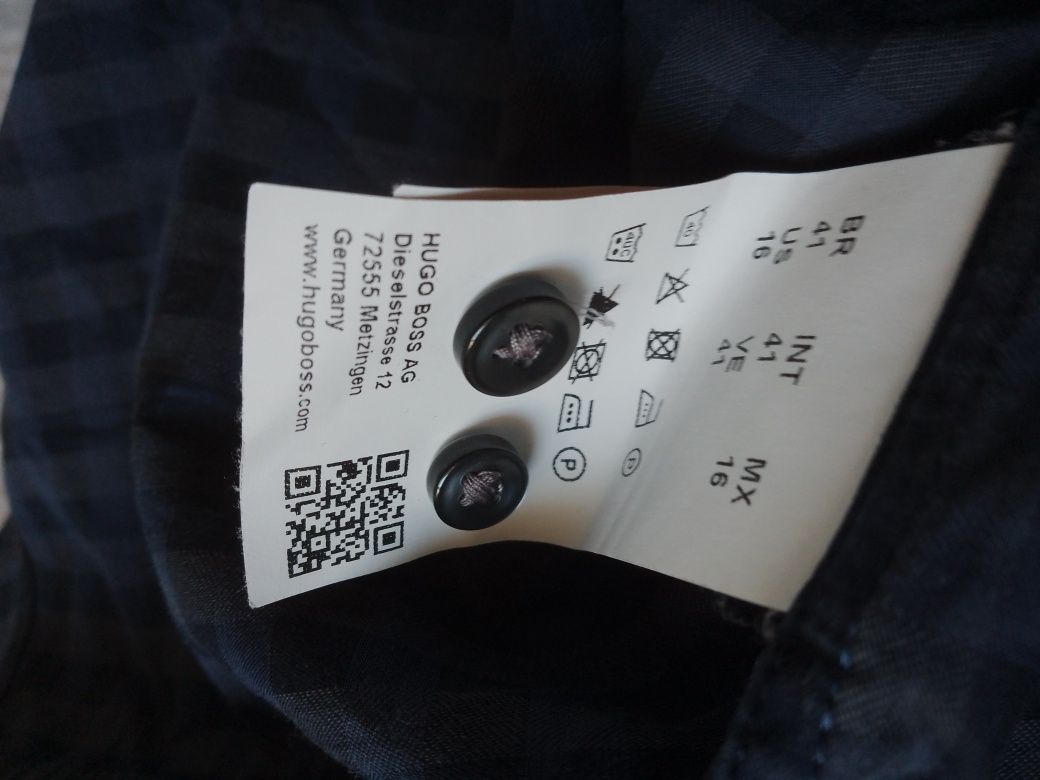 BR
41
US
16
INT
41
VE
41
MX
16
40
40C
P
P
HUGO BOSS AG
Dieselstrasse 12
72555 Metzingen
Germany
www.hugoboss.com
B